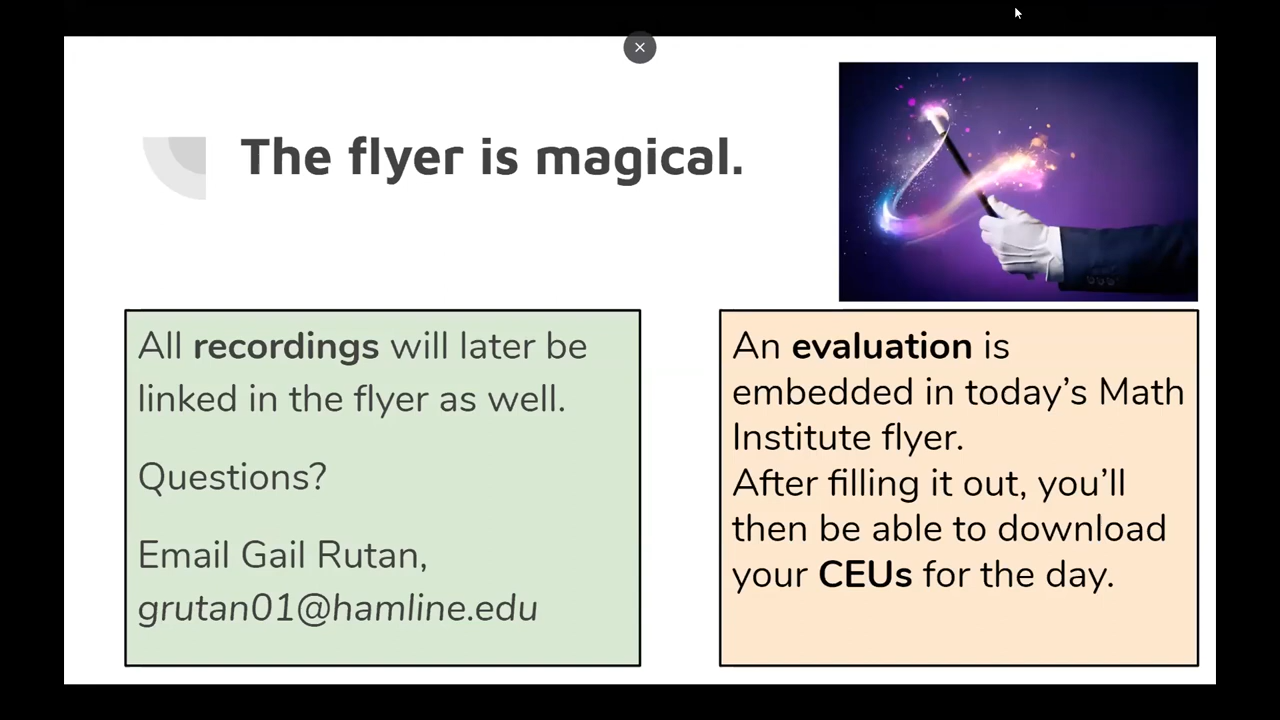 The flyer is magical.
All recordings will later be
linked in the flyer as well.
Questions?
Email Gail Rutan,
grutan01@hamline.edu
An evaluation is
embedded in today's Math
Institute flyer.
After filling it out, you'll
then be able to download
your CEUs for the day.